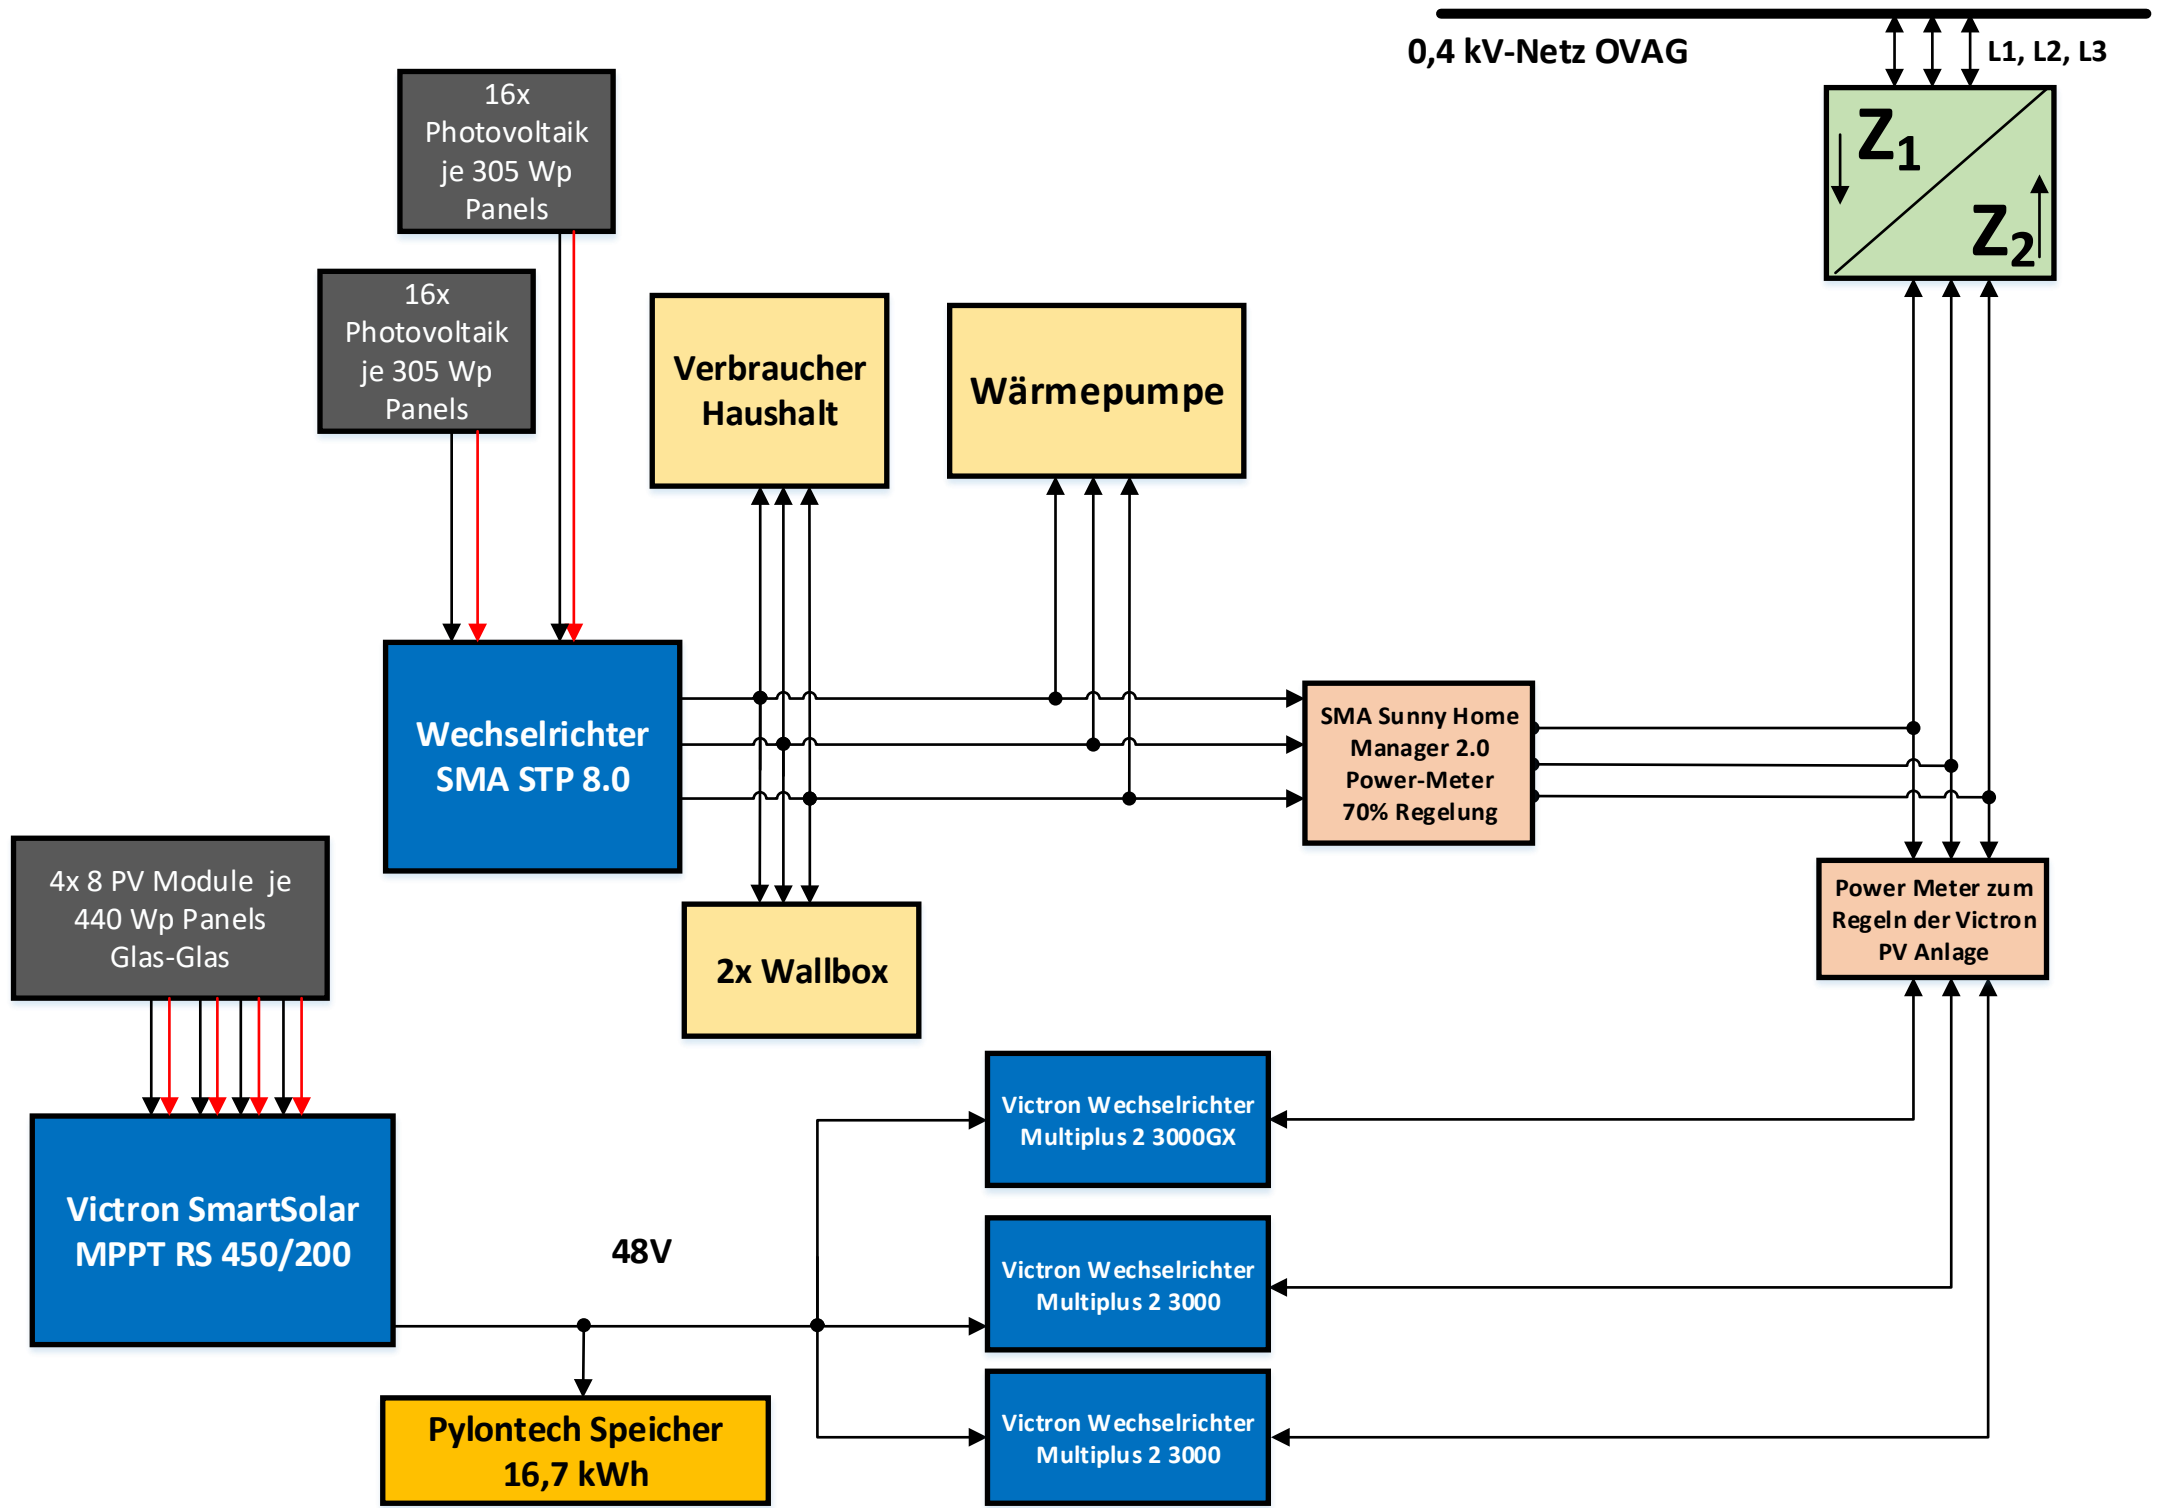 0,4 kV-Netz OVAG
L1, L2, L3
Z1
Z2
16x
Photovoltaik
je 305 Wp
Panels
16x
Photovoltaik
je 305 Wp
Panels
Verbraucher
Haushalt
Wärmepumpe
Wechselrichter
SMA STP 8.0
SMA Sunny Home
Manager 2.0
Power-Meter
70% Regelung
4x 8 PV Module je
440 Wp Panels
Glas-Glas
2x Wallbox
Power Meter zum
Regeln der Victron
PV Anlage
Victron SmartSolar
MPPT RS 450/200
48V
Victron Wechselrichter
Multiplus 2 3000GX
Victron Wechselrichter
Multiplus 2 3000
Victron Wechselrichter
Multiplus 2 3000
Pylontech Speicher
16,7 kWh